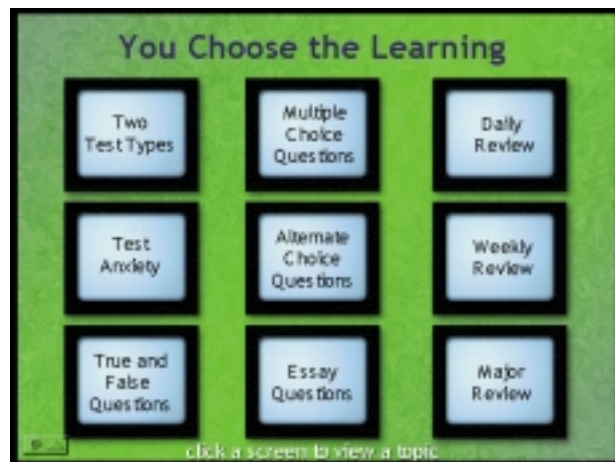 You Choose the Learning
Two
Test Types
Multiple
Choice
Questions
Daily
Review
Test
Anxiety
Alternate
Choice
Questions
Weekly
Review
True and
False
Questions
Essay
Questions
Major
Review
click a screen to view a topic